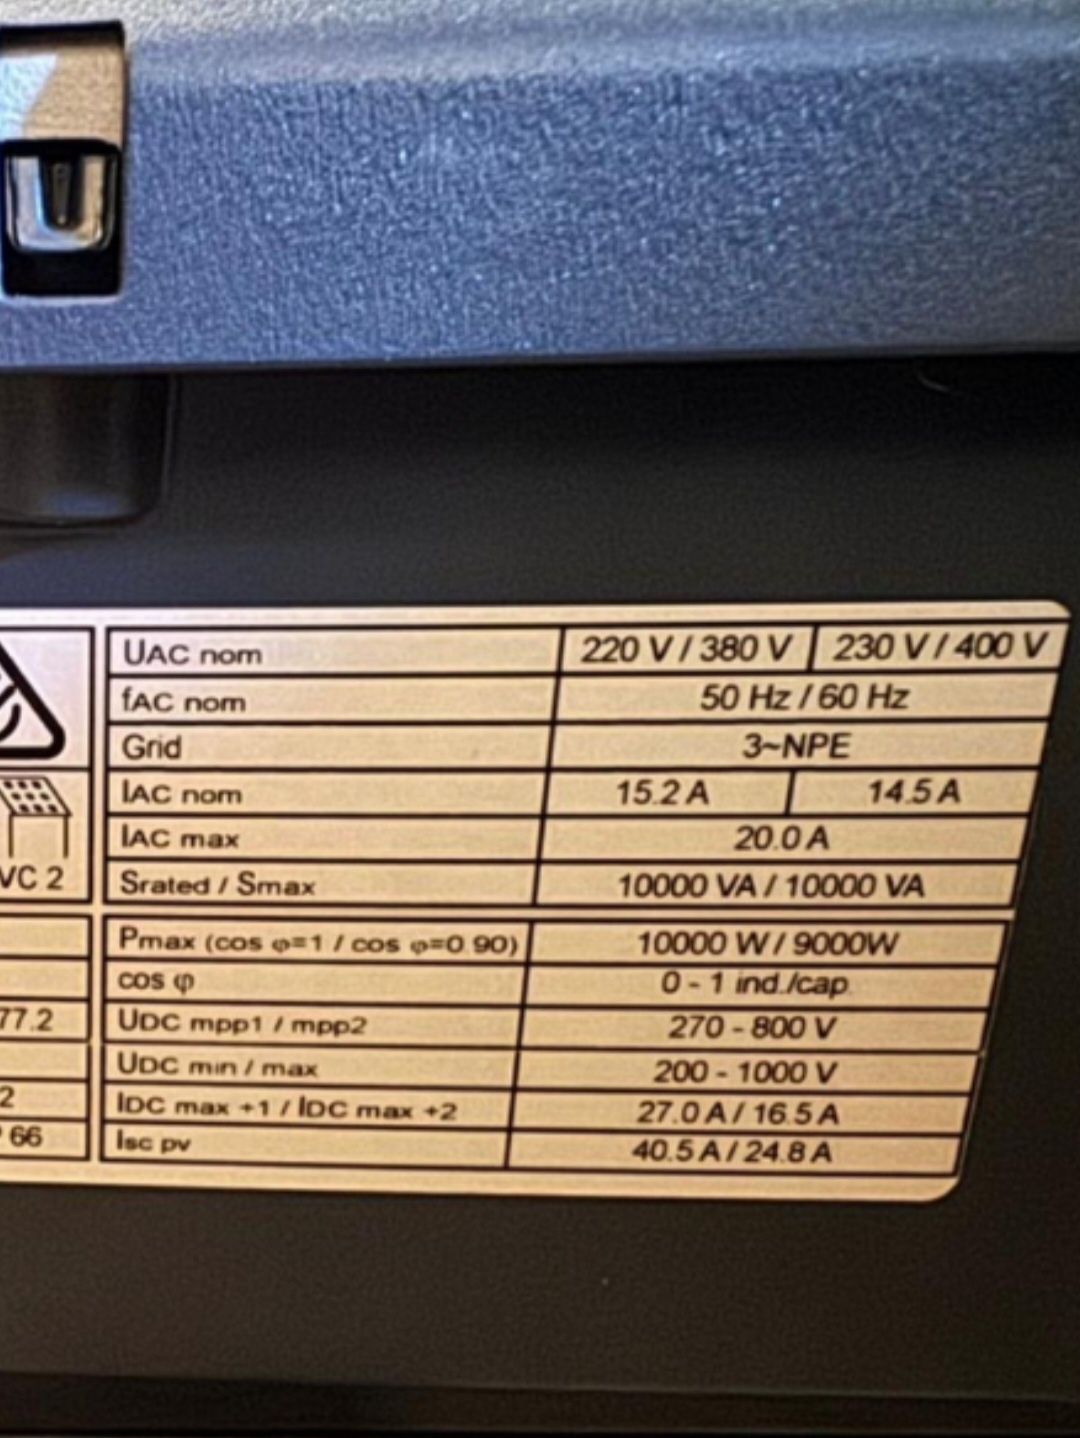 UAC nom 220 V / 380 V 230 V / 400 V
fAC nom 50 Hz / 60 Hz
Grid 3~NPE
IAC nom 15.2 A 14.5 A
IAC max 20.0 A
VC 2 Srated / Smax 10000 VA / 10000 VA
Pmax (cos φ=1 / cos φ=0.90) 10000 W / 9000W
cos φ 0 - 1 ind./cap.
77.2 UDC mpp1 / mpp2 270 - 800 V
UDC min / max 200 - 1000 V
2 IDC max +1 / IDC max +2 27.0 A / 16.5 A
66 Isc pv 40.5 A / 24.8 A